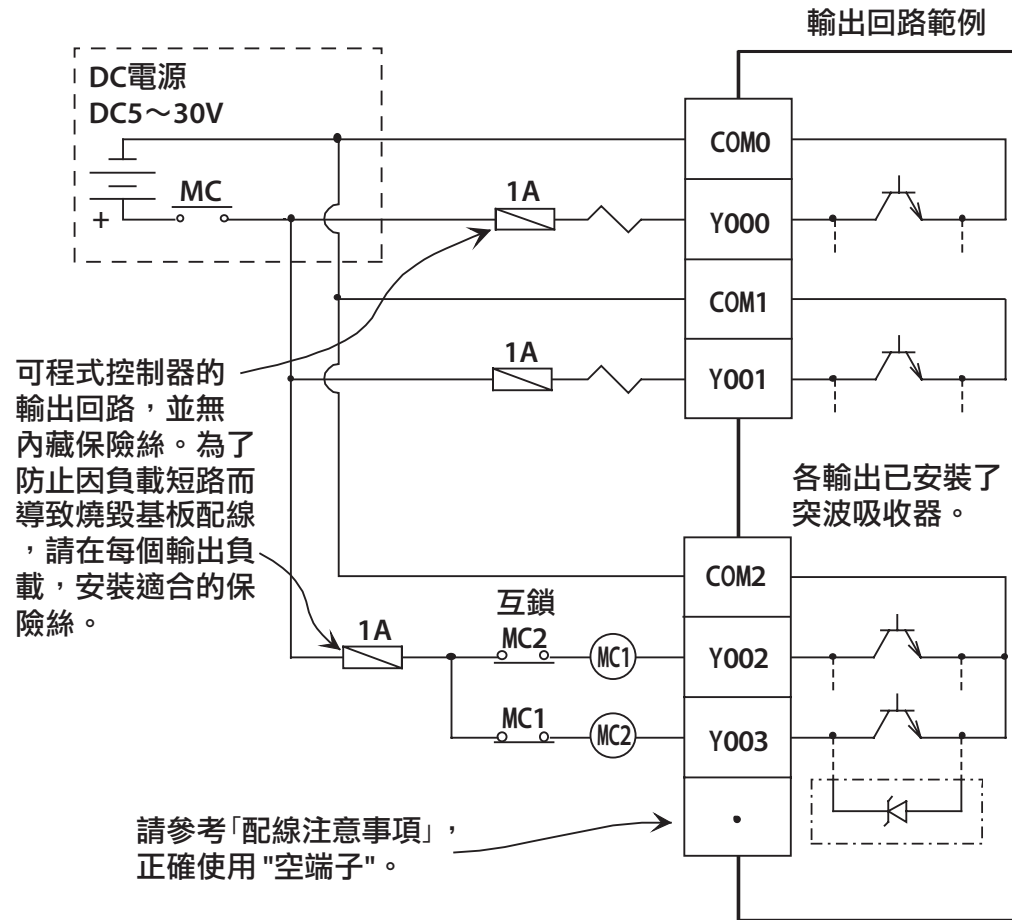 輸出回路範例
DC電源
DC5～30V
MC
+
1A
COM0
Y000
COM1
1A
Y001
可程式控制器的
輸出回路，並無
內藏保險絲。為了
防止因負載短路而
導致燒毀基板配線
，請在每個輸出負
載，安裝適合的保
險絲。
各輸出已安裝了
突波吸收器。
COM2
互鎖
1A
MC2
MC1
Y002
MC1
MC2
Y003
請參考「配線注意事項」，
正確使用 "空端子"。